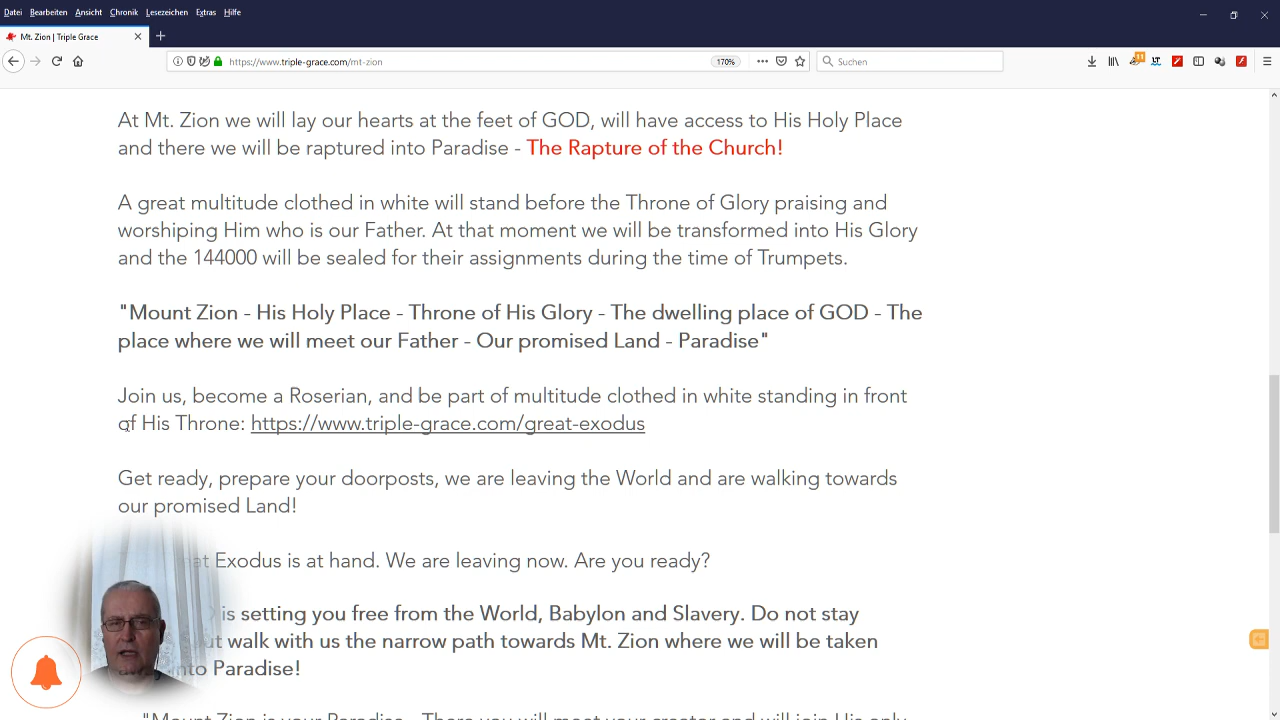 Datei Bearbeiten Ansicht Chronik Lesezeichen Extras Hilfe
Mt. Zion | Triple Grace
https://www.triple-grace.com/mt-zion 170% Suchen
At Mt. Zion we will lay our hearts at the feet of GOD, will have access to His Holy Place
and there we will be raptured into Paradise - The Rapture of the Church!
A great multitude clothed in white will stand before the Throne of Glory praising and
worshiping Him who is our Father. At that moment we will be transformed into His Glory
and the 144000 will be sealed for their assignments during the time of Trumpets.
"Mount Zion - His Holy Place - Throne of His Glory - The dwelling place of GOD - The
place where we will meet our Father - Our promised Land - Paradise"
Join us, become a Roserian, and be part of multitude clothed in white standing in front
of His Throne: https://www.triple-grace.com/great-exodus
Get ready, prepare your doorposts, we are leaving the World and are walking towards
our promised Land!
Exodus is at hand. We are leaving now. Are you ready?
is setting you free from the World, Babylon and Slavery. Do not stay
walk with us the narrow path towards Mt. Zion where we will be taken
into Paradise!
"Mount Zion is your Paradise - There you will meet your creator and will join His only